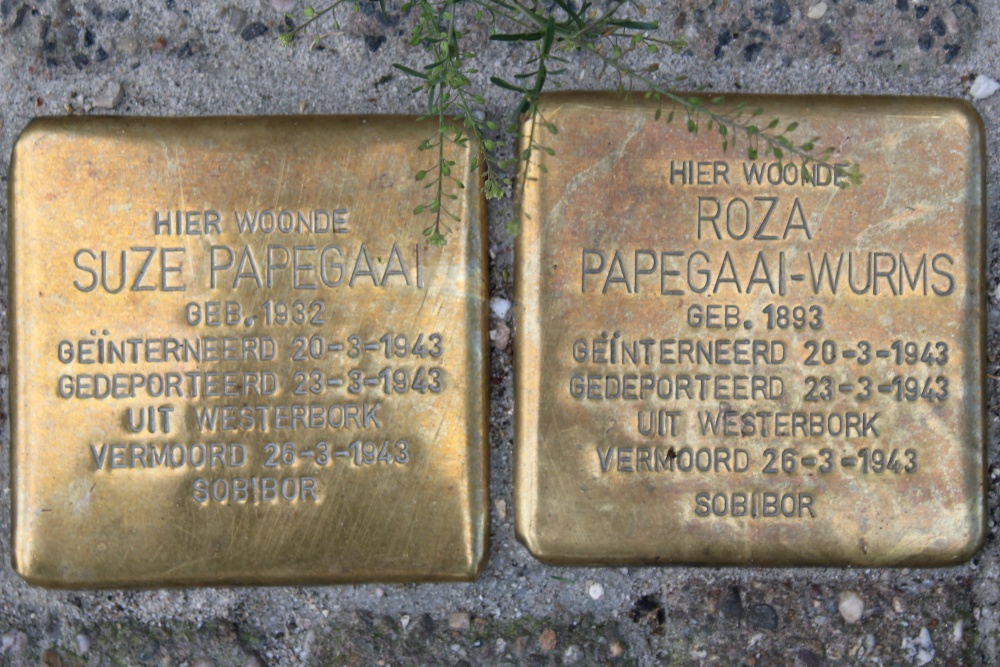 HIER WOONDE
SUZE PAPEGAAI
GEB. 1932
GEÏNTERNEERD 20-3-1943
GEDEPORTEERD 23-3-1943
UIT WESTERBORK
VERMOORD 26-3-1943
SOBIBOR
HIER WOONDE
ROZA
PAPEGAAI-WURMS
GEB. 1893
GEÏNTERNEERD 20-3-1943
GEDEPORTEERD 23-3-1943
UIT WESTERBORK
VERMOORD 26-3-1943
SOBIBOR